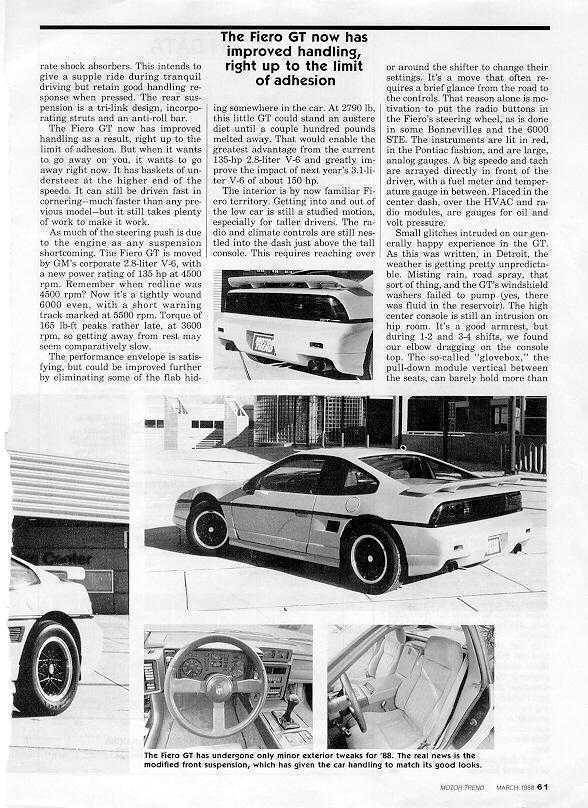 The Fiero GT now has
improved handling,
right up to the limit
of adhesion
rate shock absorbers. This intends to
give a supple ride during tranquil
driving but retain good handling re-
sponse when pressed. The rear sus-
pension is a tri-link design, incorpo-
rating struts and an anti-roll bar.
The Fiero GT now has improved
handling as a result, right up to the
limit of adhesion. But when it wants
to go away on you, it wants to go
away right now. It has baskets of un-
dersteer at the higher end of the
speedo. It can still be driven fast in
cornering—much faster than any pre-
vious model—but it still takes plenty
of work to make it work.
As much of the steering push is due
to the engine as any suspension
shortcoming. The Fiero GT is moved
by GM's corporate 2.8-liter V-6, with
a new power rating of 135 hp at 4500
rpm. Remember when redline was
4500 rpm? Now it's a tightly wound
6000 even, with a short warning
track marked at 5500 rpm. Torque of
165 lb-ft peaks rather late, at 3600
rpm, so getting away from rest may
seem comparatively slow.
The performance envelope is satis-
fying, but could be improved further
by eliminating some of the flab hid-
ing somewhere in the car. At 2790 lb,
this little GT could stand an austere
diet until a couple hundred pounds
melted away. That would enable the
greatest advantage from the current
135-hp 2.8-liter V-6 and greatly im-
prove the impact of next year's 3.1-li-
ter V-6 of about 150 hp.
The interior is by now familiar Fi-
ero territory. Getting into and out of
the low car is still a studied motion,
especially for taller drivers. The ra-
dio and climate controls are still nes-
tled into the dash just above the tall
console. This requires reaching over
or around the shifter to change their
settings. It's a move that often re-
quires a brief glance from the road to
the controls. That reason alone is mo-
tivation to put the radio buttons in
the Fiero's steering wheel, as is done
in some Bonnevilles and the 6000
STE. The instruments are lit in red,
in the Pontiac fashion, and are large,
analog gauges. A big speedo and tach
are arrayed directly in front of the
driver, with a fuel meter and temper-
ature gauge in between. Placed in the
center dash, over the HVAC and ra-
dio modules, are gauges for oil and
volt pressure.
Small glitches intruded on our gen-
erally happy experience in the GT.
As this was written, in Detroit, the
weather is getting pretty unpredicta-
ble. Misting rain, road spray, that
sort of thing, and the GT's windshield
washers failed to pump (yes, there
was fluid in the reservoir). The high
center console is still an intrusion on
hip room. It's a good armrest, but
during 1-2 and 3-4 shifts, we found
our elbow dragging on the console
top. The so-called "glovebox," the
pull-down module vertical between
the seats, can barely hold more than
Center
The Fiero GT has undergone only minor exterior tweaks for '88. The real news is the
modified front suspension, which has given the car handling to match its good looks.
MOTOR TREND MARCH 1988 61